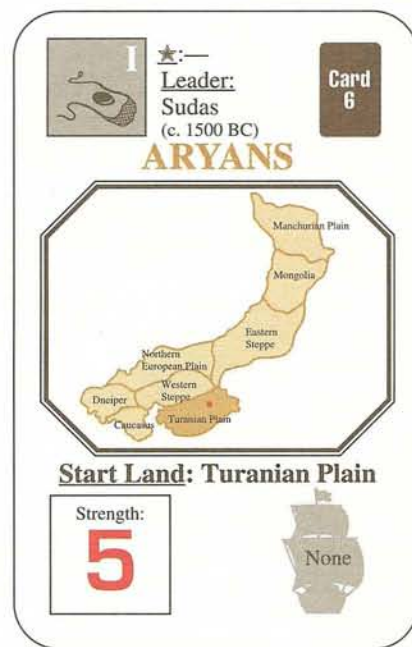 I
★:—
Leader:
Sudas
(c. 1500 BC)
Card
6
ARYANS
Manchurian Plain
Mongolia
Eastern
Steppe
Northern
European Plain
Western
Steppe
Dneiper
Caucasus
Turanian Plain
Start Land: Turanian Plain
Strength:
5
None